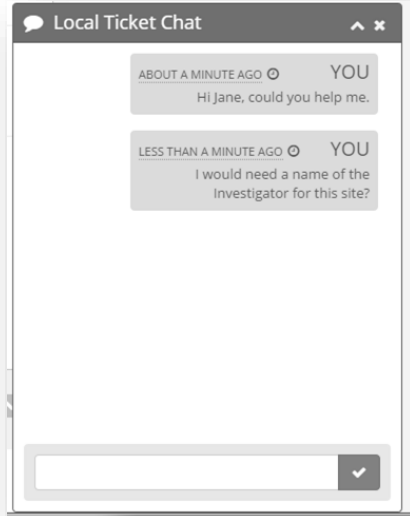 Local Ticket Chat
ABOUT A MINUTE AGO YOU
Hi Jane, could you help me.
LESS THAN A MINUTE AGO YOU
I would need a name of the
Investigator for this site?